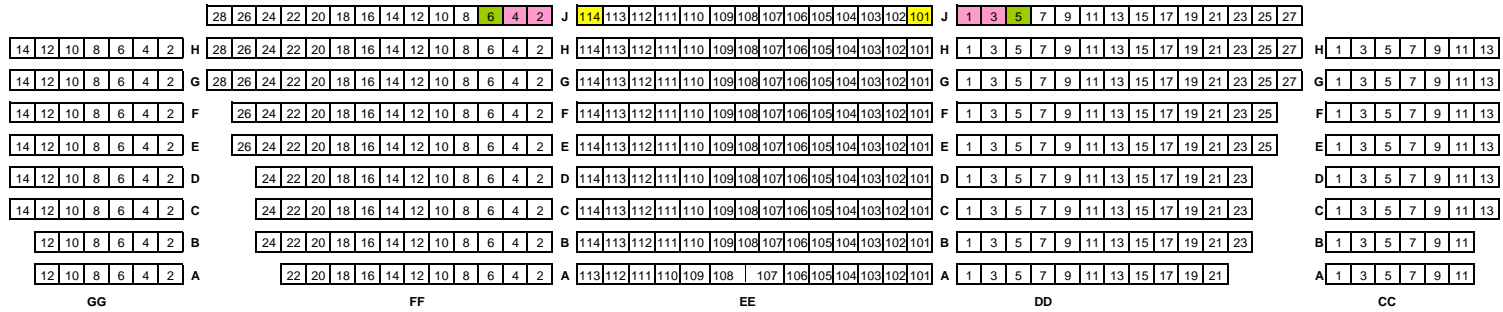 28 26 24 22 20 18 16 14 12 10 8 6 4 2 J 114 113 112 111 110 109 108 107 106 105 104 103 102 101 J 1 3 5 7 9 11 13 15 17 19 21 23 25 27
14 12 10 8 6 4 2 H 28 26 24 22 20 18 16 14 12 10 8 6 4 2 H 114 113 112 111 110 109 108 107 106 105 104 103 102 101 H 1 3 5 7 9 11 13 15 17 19 21 23 25 27 H 1 3 5 7 9 11 13
14 12 10 8 6 4 2 G 28 26 24 22 20 18 16 14 12 10 8 6 4 2 G 114 113 112 111 110 109 108 107 106 105 104 103 102 101 G 1 3 5 7 9 11 13 15 17 19 21 23 25 27 G 1 3 5 7 9 11 13
14 12 10 8 6 4 2 F 26 24 22 20 18 16 14 12 10 8 6 4 2 F 114 113 112 111 110 109 108 107 106 105 104 103 102 101 F 1 3 5 7 9 11 13 15 17 19 21 23 25 F 1 3 5 7 9 11 13
14 12 10 8 6 4 2 E 26 24 22 20 18 16 14 12 10 8 6 4 2 E 114 113 112 111 110 109 108 107 106 105 104 103 102 101 E 1 3 5 7 9 11 13 15 17 19 21 23 25 E 1 3 5 7 9 11 13
14 12 10 8 6 4 2 D 24 22 20 18 16 14 12 10 8 6 4 2 D 114 113 112 111 110 109 108 107 106 105 104 103 102 101 D 1 3 5 7 9 11 13 15 17 19 21 23 D 1 3 5 7 9 11 13
14 12 10 8 6 4 2 C 24 22 20 18 16 14 12 10 8 6 4 2 C 114 113 112 111 110 109 108 107 106 105 104 103 102 101 C 1 3 5 7 9 11 13 15 17 19 21 23 C 1 3 5 7 9 11 13
12 10 8 6 4 2 B 24 22 20 18 16 14 12 10 8 6 4 2 B 114 113 112 111 110 109 108 107 106 105 104 103 102 101 B 1 3 5 7 9 11 13 15 17 19 21 23 B 1 3 5 7 9 11
12 10 8 6 4 2 A 22 20 18 16 14 12 10 8 6 4 2 A 113 112 111 110 109 108 107 106 105 104 103 102 101 A 1 3 5 7 9 11 13 15 17 19 21 A 1 3 5 7 9 11
GG FF EE DD CC